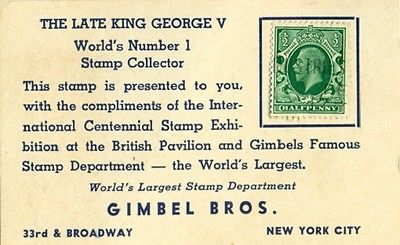 THE LATE KING GEORGE V
World's Number 1
Stamp Collector
This stamp is presented to you,
with the compliments of the Inter-
national Centennial Stamp Exhi-
bition at the British Pavilion and Gimbels Famous
Stamp Department — the World's Largest.
World's Largest Stamp Department
GIMBEL BROS.
33rd & BROADWAY NEW YORK CITY
HALFPENNY